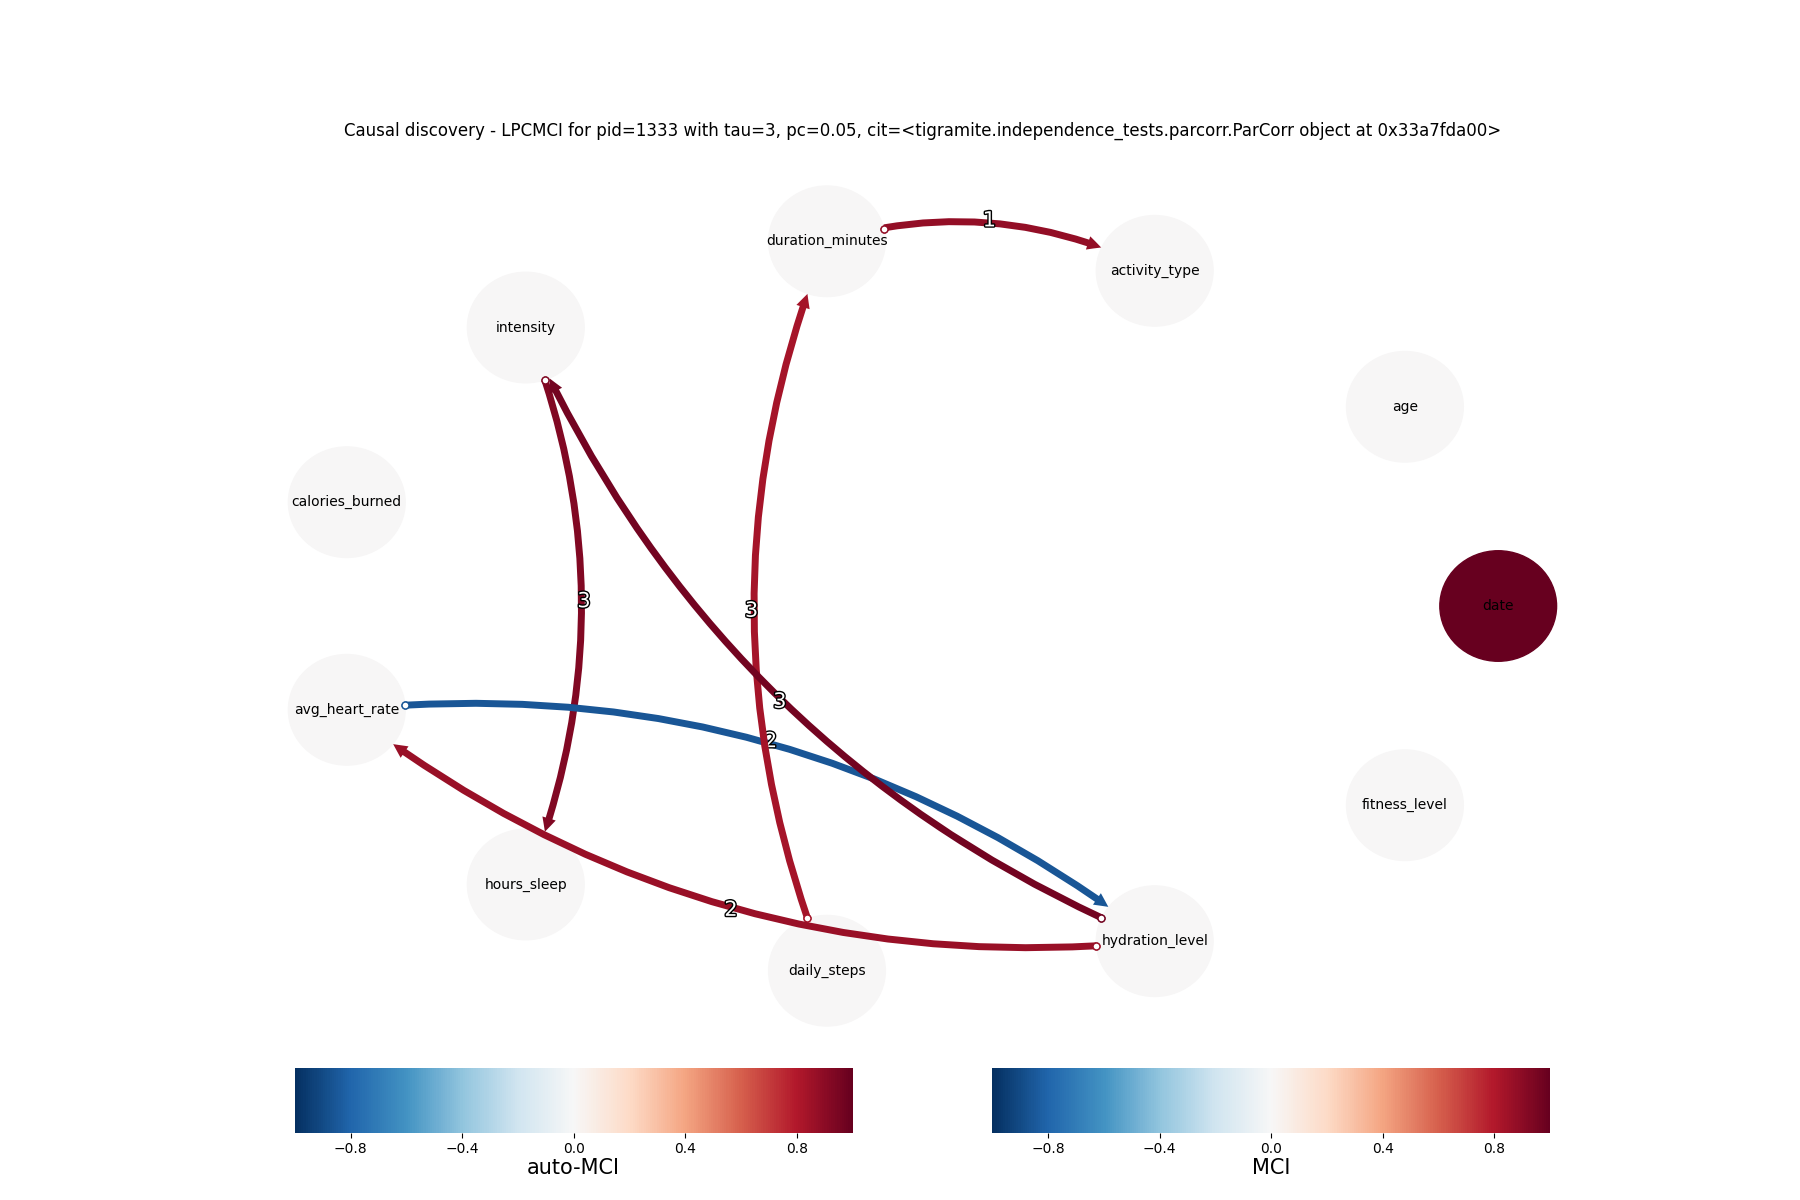 Causal discovery - LPCMCI for pid=1333 with tau=3, pc=0.05, cit=<tigramite.independence_tests.parcorr.ParCorr object at 0x33a7fda00>
1
duration_minutes
activity_type
intensity
age
calories_burned
3
3
date
3
avg_heart_rate
2
fitness_level
hours_sleep
2
hydration_level
daily_steps
−0.8 −0.4 0.0 0.4 0.8
auto-MCI
−0.8 −0.4 0.0 0.4 0.8
MCI